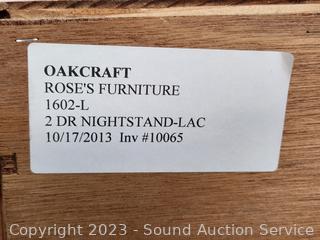 OAKCRAFT
ROSE'S FURNITURE
1602-L
2 DR NIGHTSTAND-LAC
10/17/2013 Inv #10065
Copyright 2023 - Sound Auction Service